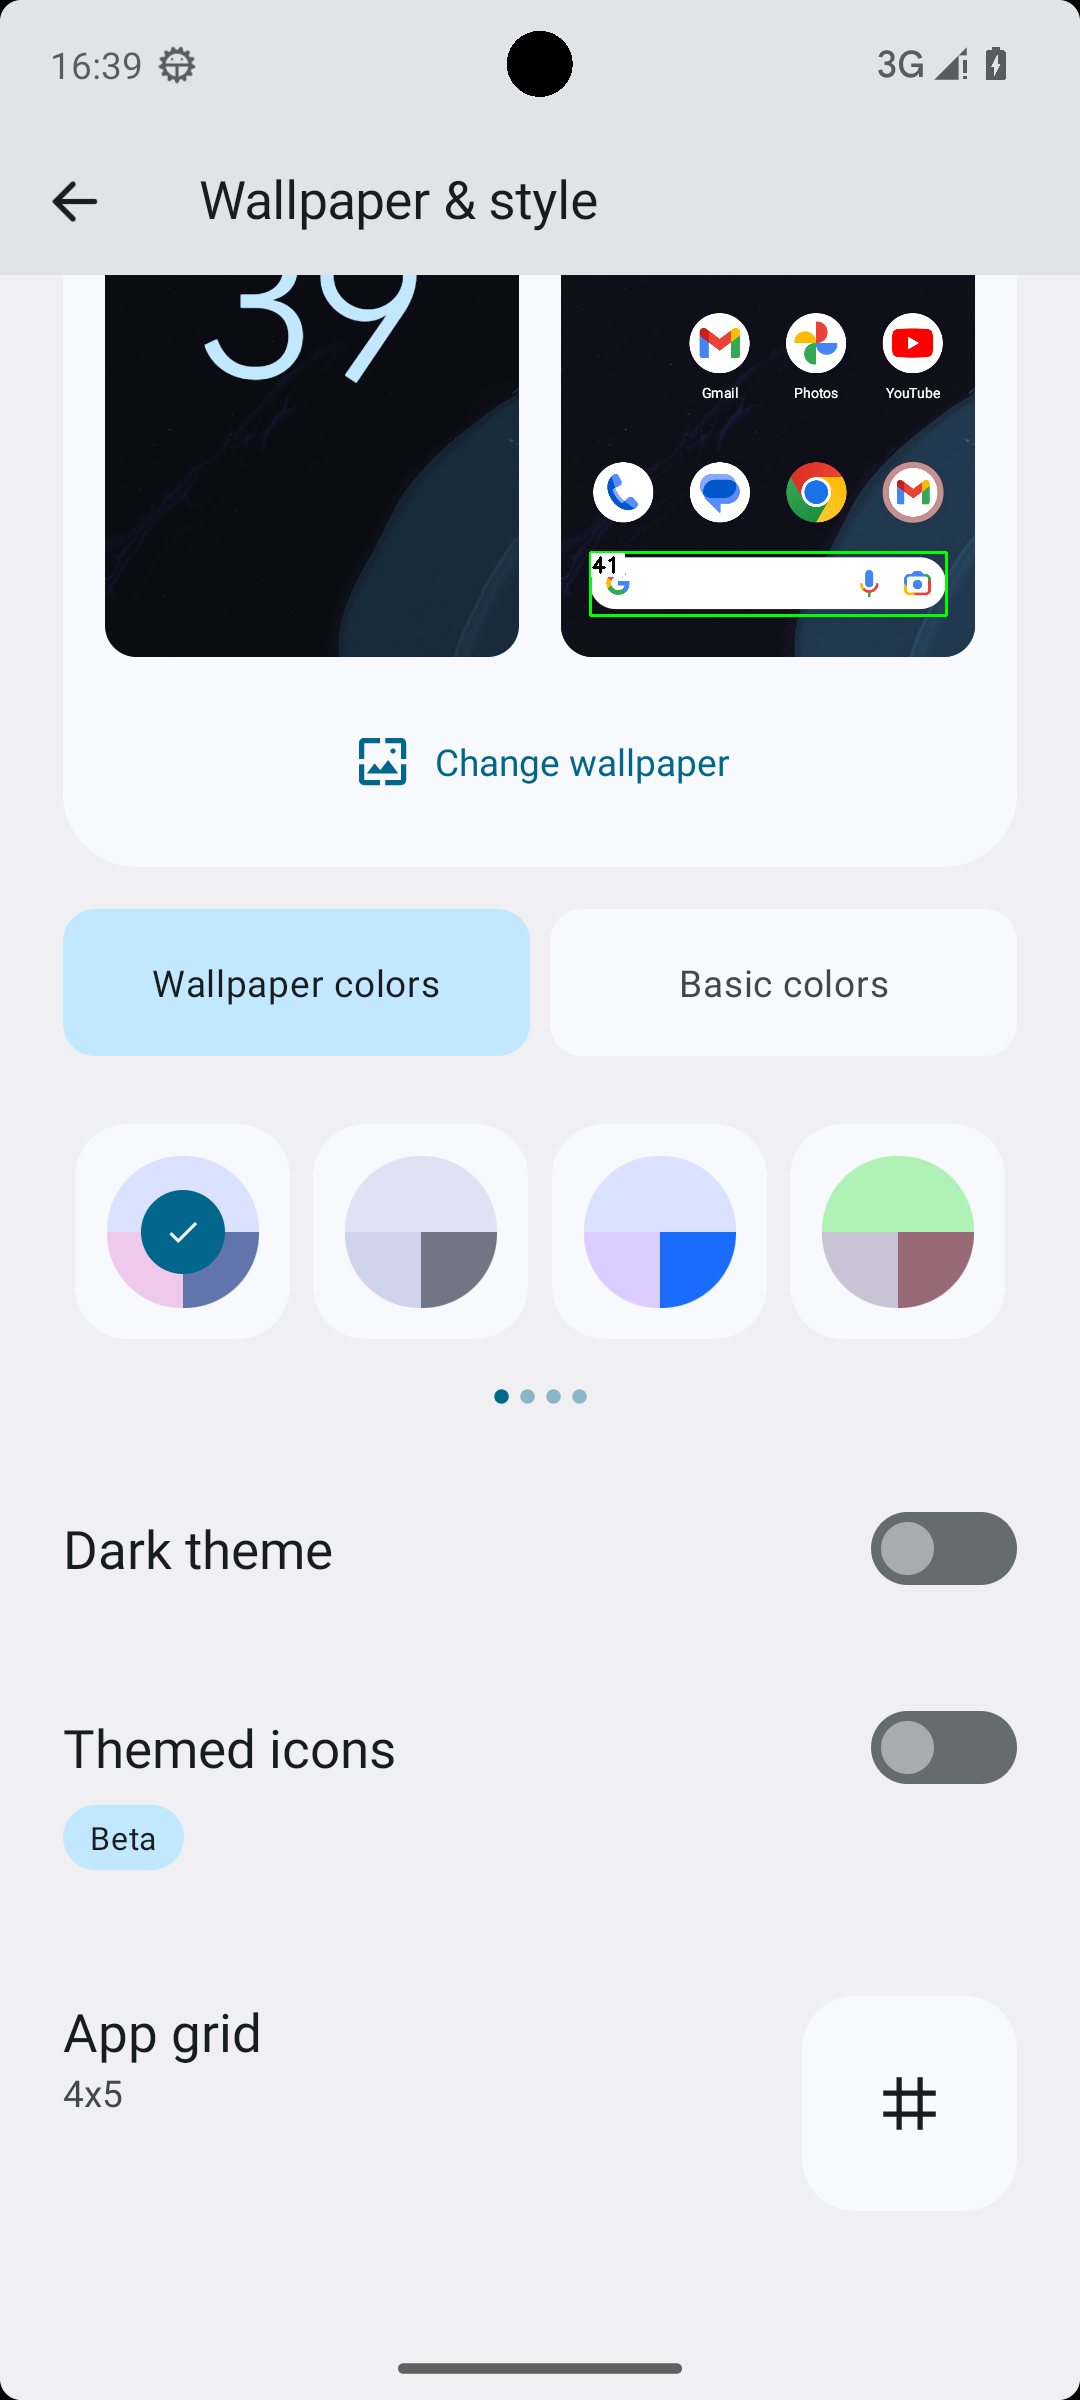 16:39
3G
Wallpaper & style
39
Gmail
Photos
YouTube
41
Change wallpaper
Wallpaper colors
Basic colors
Dark theme
Themed icons
Beta
App grid
4x5